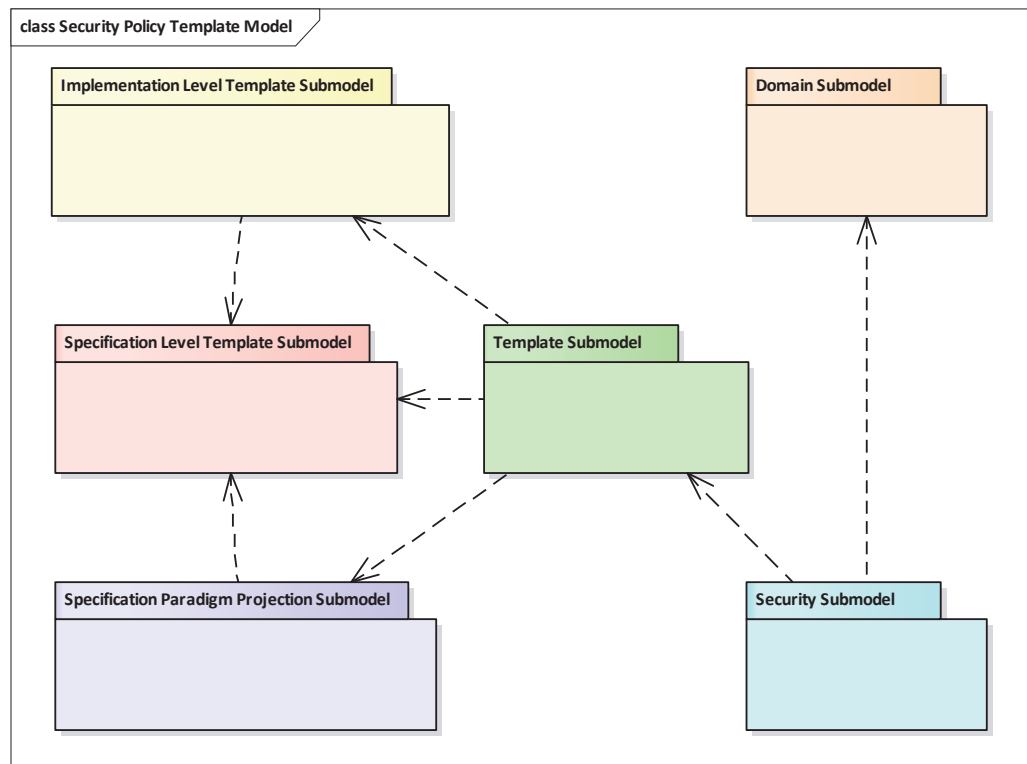 class Security Policy Template Model
Implementation Level Template Submodel
Domain Submodel
Specification Level Template Submodel
Template Submodel
Specification Paradigm Projection Submodel
Security Submodel